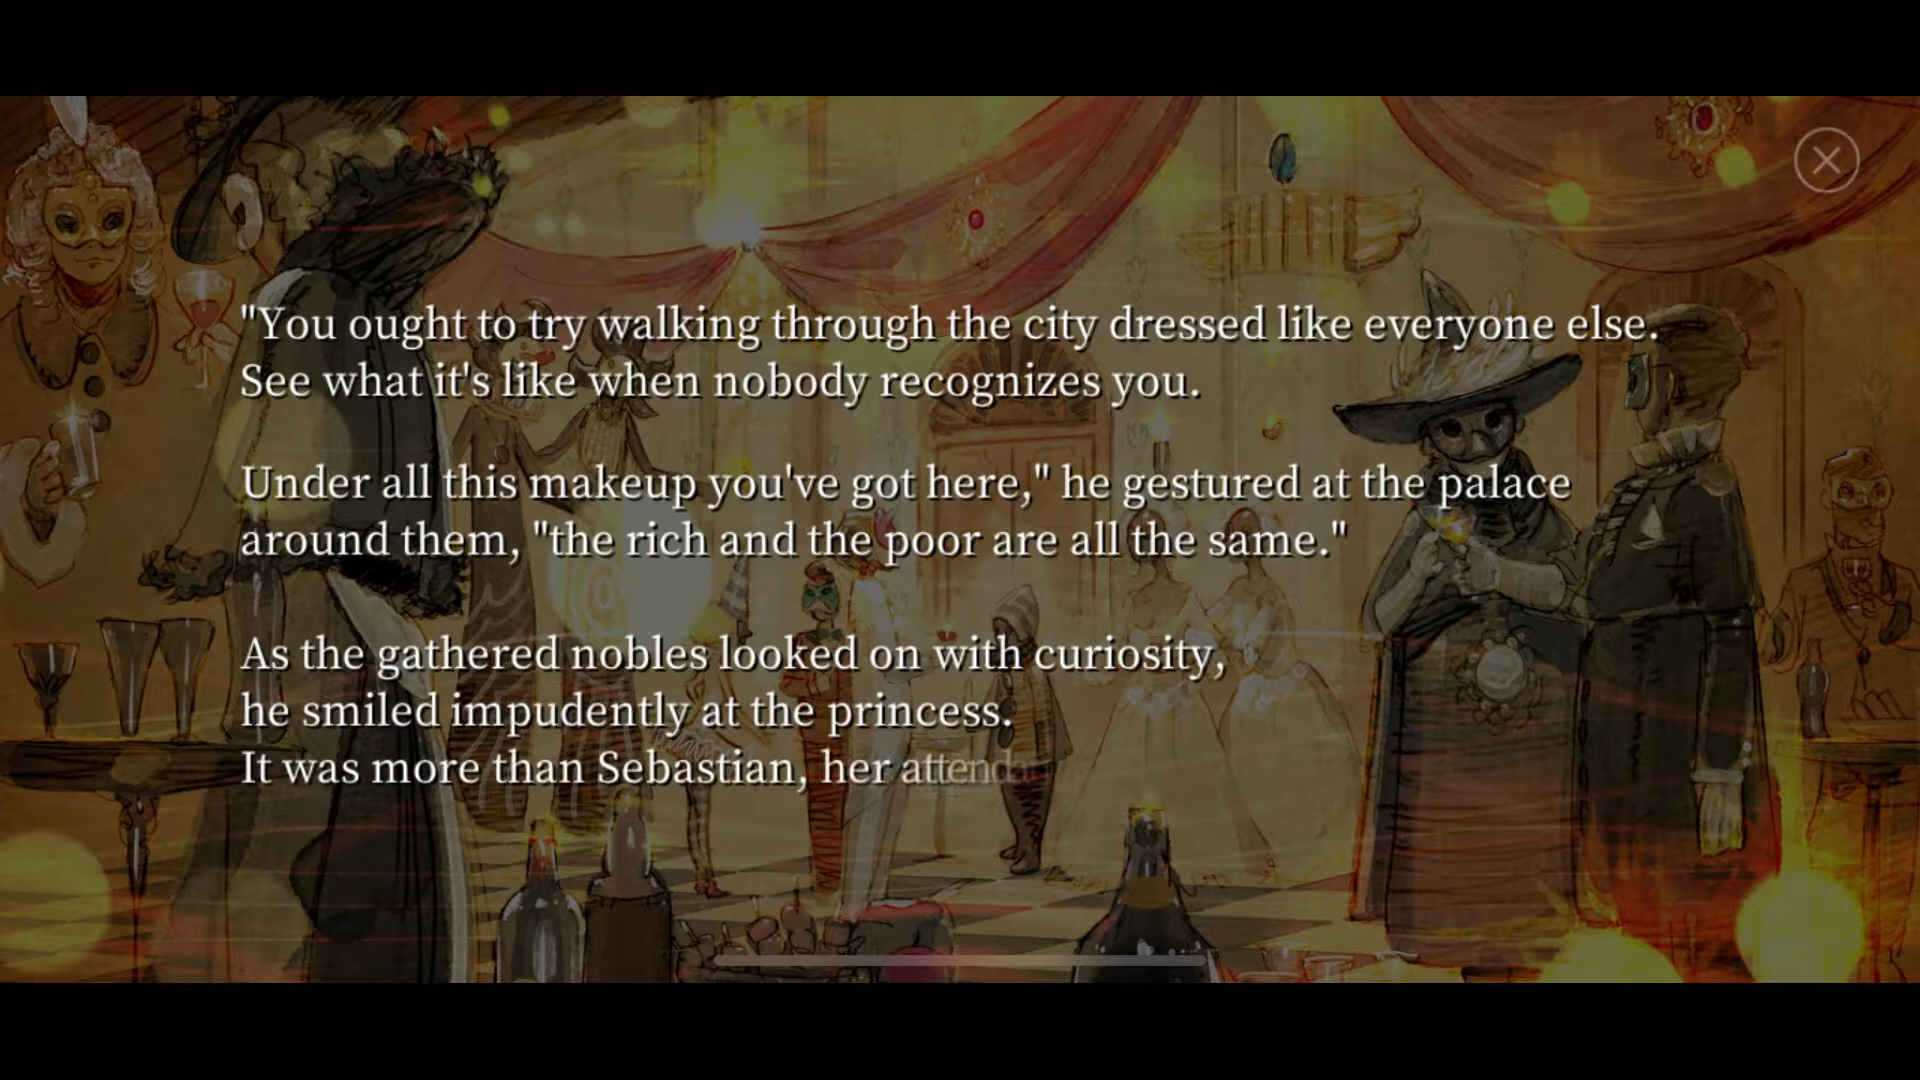 "You ought to try walking through the city dressed like everyone else.
See what it's like when nobody recognizes you.
Under all this makeup you've got here," he gestured at the palace
around them, "the rich and the poor are all the same."
As the gathered nobles looked on with curiosity,
he smiled impudently at the princess.
It was more than Sebastian, her